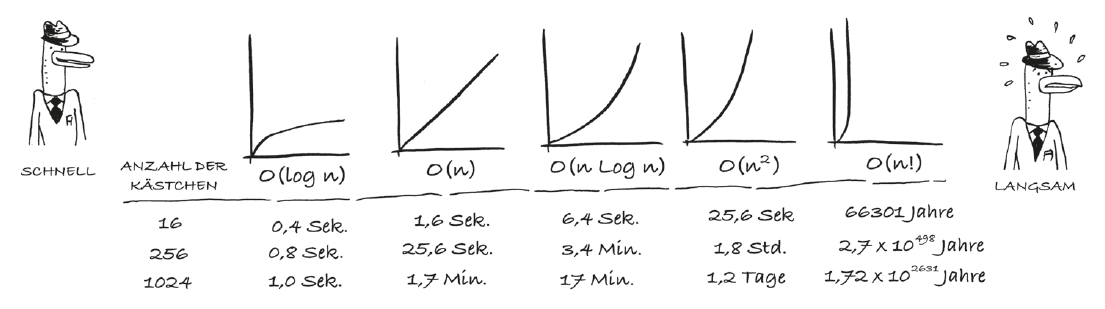 SCHNELL
ANZAHL DER
KÄSTCHEN
O(log n) O(n) O(n Log n) O(n²) O(n!)
LANGSAM
16 0,4 Sek. 1,6 Sek. 6,4 Sek. 25,6 Sek 66301 Jahre
256 0,8 Sek. 25,6 Sek. 3,4 Min. 1,8 Std. 2,7 x 10⁴⁹⁸ Jahre
1024 1,0 Sek. 1,7 Min. 17 Min. 1,2 Tage 1,72 x 10²⁶³¹ Jahre